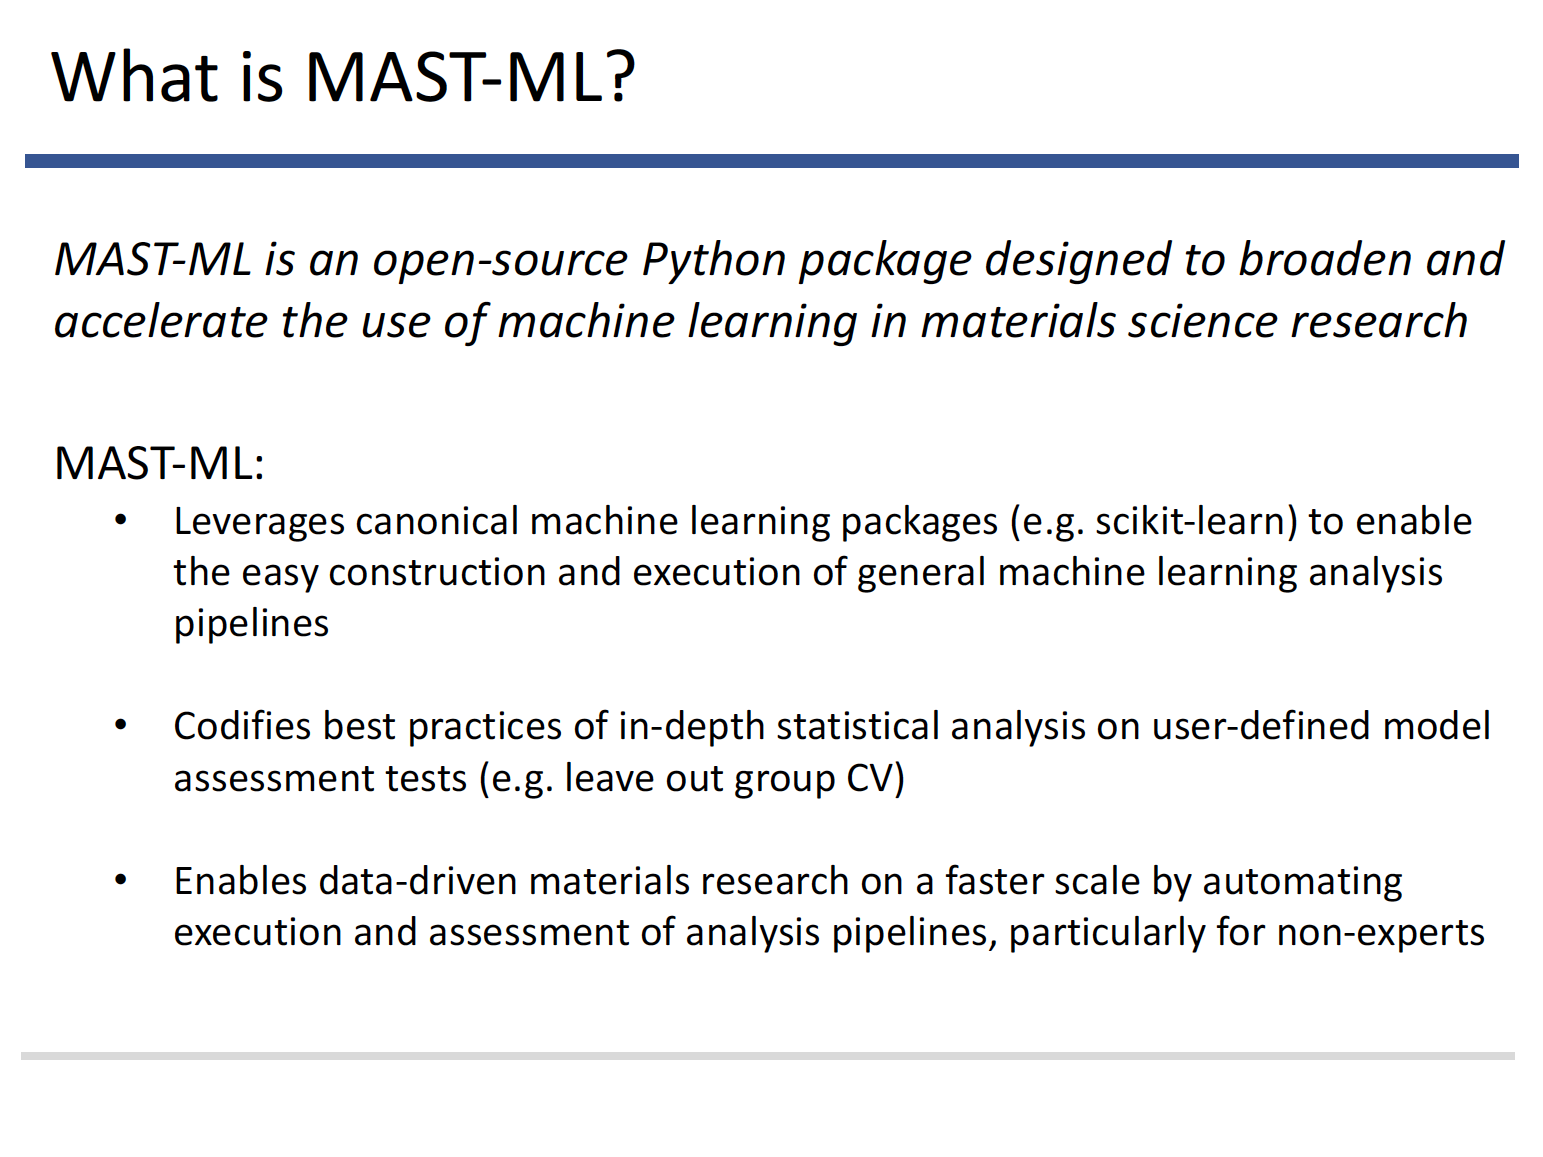 What is MAST-ML?
MAST-ML is an open-source Python package designed to broaden and
accelerate the use of machine learning in materials science research
MAST-ML:
• Leverages canonical machine learning packages (e.g. scikit-learn) to enable
the easy construction and execution of general machine learning analysis
pipelines
• Codifies best practices of in-depth statistical analysis on user-defined model
assessment tests (e.g. leave out group CV)
• Enables data-driven materials research on a faster scale by automating
execution and assessment of analysis pipelines, particularly for non-experts